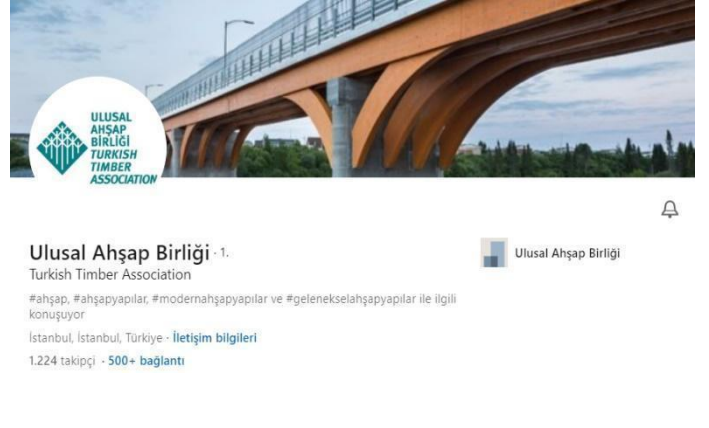 ULUSAL
AHŞAP
BİRLİĞİ
TURKISH
TIMBER
ASSOCIATION
Ulusal Ahşap Birliği · 1.
Turkish Timber Association
#ahşap, #ahşapyapılar, #modernahşapyapılar ve #gelenekselahşapyapılar ile ilgili
konuşuyor
İstanbul, İstanbul, Türkiye · İletişim bilgileri
1.224 takipçi · 500+ bağlantı
Ulusal Ahşap Birliği